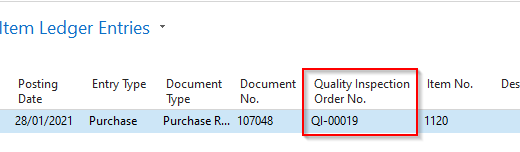 Item Ledger Entries
Posting Date Entry Type Document Type Document No. Quality Inspection Order No. Item No. Des
28/01/2021 Purchase Purchase R... 107048 QI-00019 1120